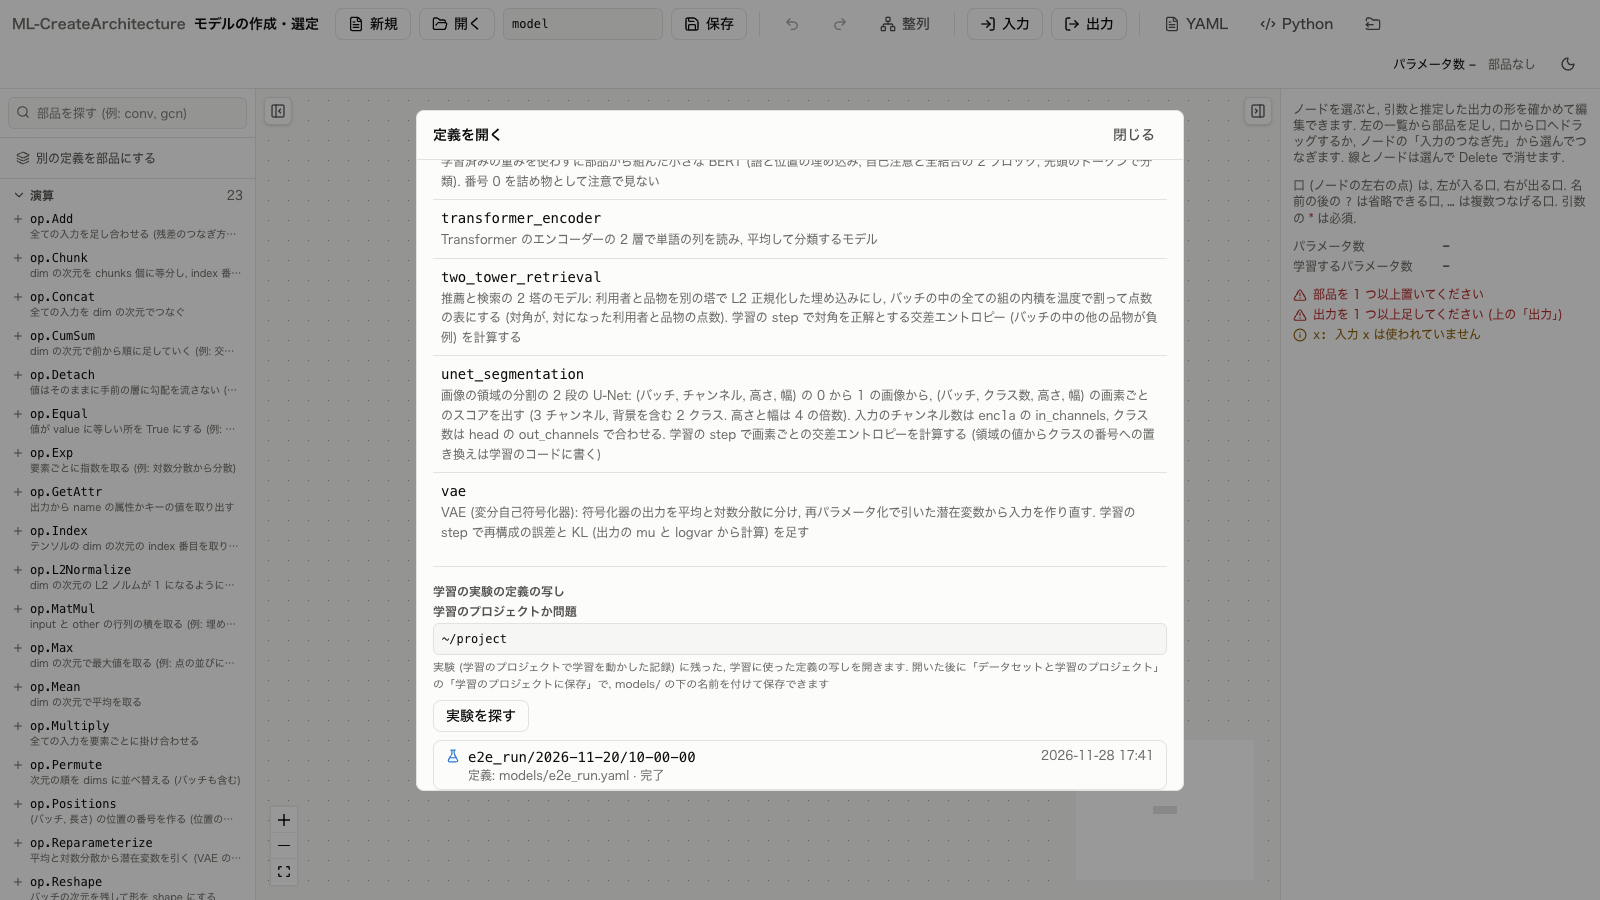 ML-CreateArchitecture モデルの作成・選定 新規 開く model 保存 整列 入力 出力 YAML Python
パラメータ数 – 部品なし
部品を探す (例: conv, gcn)
別の定義を部品にする
演算 23
op.Add
全ての入力を足し合わせる (残差のつなぎ方…
op.Chunk
dim の次元を chunks 個に等分し, index 番…
op.Concat
全ての入力を dim の次元でつなぐ
op.CumSum
dim の次元で前から順に足していく (例: 交…
op.Detach
値はそのままに手前の層に勾配を流さない (…
op.Equal
値が value に等しい所を True にする (例: …
op.Exp
要素ごとに指数を取る (例: 対数分散から分散)
op.GetAttr
出力から name の属性かキーの値を取り出す
op.Index
テンソルの dim の次元の index 番目を取り…
op.L2Normalize
dim の次元の L2 ノルムが 1 になるように…
op.MatMul
input と other の行列の積を取る (例: 埋め…
op.Max
dim の次元で最大値を取る (例: 点の並びに…
op.Mean
dim の次元で平均を取る
op.Multiply
全ての入力を要素ごとに掛け合わせる
op.Permute
次元の順を dims に並べ替える (バッチも含む)
op.Positions
(バッチ, 長さ) の位置の番号を作る (位置の…
op.Reparameterize
平均と対数分散から潜在変数を引く (VAE の…
op.Reshape
バッチの次元を残して形を shape にする
定義を開く 閉じる
学習済みの重みを使わずに部品から組んだ小さな BERT (語と位置の埋め込み, 自己注意と全結合の 2 ブロック, 先頭のトークンで分
類). 番号 0 を詰め物として注意で見ない
transformer_encoder
Transformer のエンコーダーの 2 層で単語の列を読み, 平均して分類するモデル
two_tower_retrieval
推薦と検索の 2 塔のモデル: 利用者と品物を別の塔で L2 正規化した埋め込みにし, バッチの中の全ての組の内積を温度で割って点数
の表にする (対角が, 対になった利用者と品物の点数). 学習の step で対角を正解とする交差エントロピー (バッチの中の他の品物が負
例) を計算する
unet_segmentation
画像の領域の分割の 2 段の U-Net: (バッチ, チャンネル, 高さ, 幅) の 0 から 1 の画像から, (バッチ, クラス数, 高さ, 幅) の画素ごと
のスコアを出す (3 チャンネル, 背景を含む 2 クラス. 高さと幅は 4 の倍数). 入力のチャンネル数は enc1a の in_channels, クラス
数は head の out_channels で合わせる. 学習の step で画素ごとの交差エントロピーを計算する (領域の値からクラスの番号への置
き換えは学習のコードに書く)
vae
VAE (変分自己符号化器): 符号化器の出力を平均と対数分散に分け, 再パラメータ化で引いた潜在変数から入力を作り直す. 学習の
step で再構成の誤差と KL (出力の mu と logvar から計算) を足す
学習の実験の定義の写し
学習のプロジェクトか問題
~/project
実験 (学習のプロジェクトで学習を動かした記録) に残った, 学習に使った定義の写しを開きます. 開いた後に「データセットと学習のプロジェクト」
の「学習のプロジェクトに保存」で, models/ の下の名前を付けて保存できます
実験を探す
e2e_run/2026-11-20/10-00-00 2026-11-28 17:41
定義: models/e2e_run.yaml · 完了
ノードを選ぶと, 引数と推定した出力の形を確かめて編
集できます. 左の一覧から部品を足し, 口から口へドラ
ッグするか, ノードの「入力のつなぎ先」から選んでつ
なぎます. 線とノードは選んで Delete で消せます.
口 (ノードの左右の点) は, 左が入る口, 右が出る口. 名
前の後の ? は省略できる口, … は複数つなげる口. 引数
の * は必須.
パラメータ数 –
学習するパラメータ数 –
部品を 1 つ以上置いてください
出力を 1 つ以上足してください (上の「出力」)
x: 入力 x は使われていません